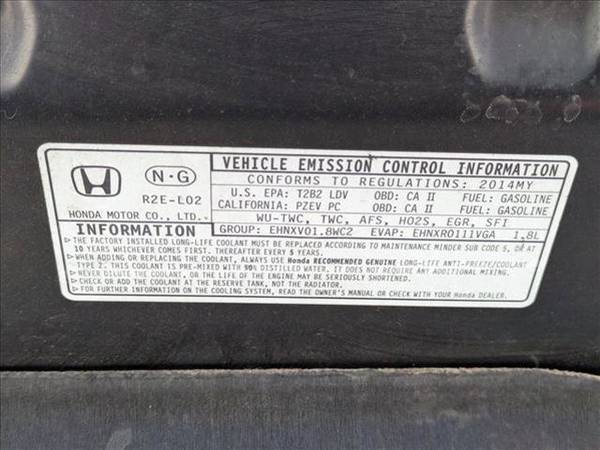 N·G
R2E-L02
HONDA MOTOR CO., LTD.
VEHICLE EMISSION CONTROL INFORMATION
CONFORMS TO REGULATIONS: 2014MY
U.S. EPA: T2B2 LDV OBD: CA II FUEL: GASOLINE
CALIFORNIA: PZEV PC OBD: CA II FUEL: GASOLINE
WU-TWC, TWC, AFS, HO2S, EGR, SFI
GROUP: EHNXV01.8WC2 EVAP: EHNXR0111VGA 1.8L
INFORMATION
▷THE FACTORY INSTALLED LONG-LIFE COOLANT MUST BE REPLACED ACCORDING TO MAINTENANCE MINDER SUB CODE 5, OR AT
10 YEARS WHICHEVER COMES FIRST. THEREAFTER EVERY 5 YEARS.
▷WHEN ADDING OR REPLACING THE COOLANT, ALWAYS USE Honda RECOMMENDED GENUINE LONG-LIFE ANTI-FREEZE/COOLANT
TYPE 2. THIS COOLANT IS PRE-MIXED WITH 50% DISTILLED WATER. IT DOES NOT REQUIRE ANY ADDITIONAL MIXING.
▷NEVER DILUTE THE COOLANT, OR THE LIFE OF THE ENGINE MAY BE SERIOUSLY SHORTENED.
▷CHECK AND ADD COOLANT AT THE RESERVE TANK, NOT THE RADIATOR.
▷FOR FURTHER INFORMATION ON THE COOLING SYSTEM, READ THE OWNER'S MANUAL OR CHECK WITH YOUR Honda DEALER.